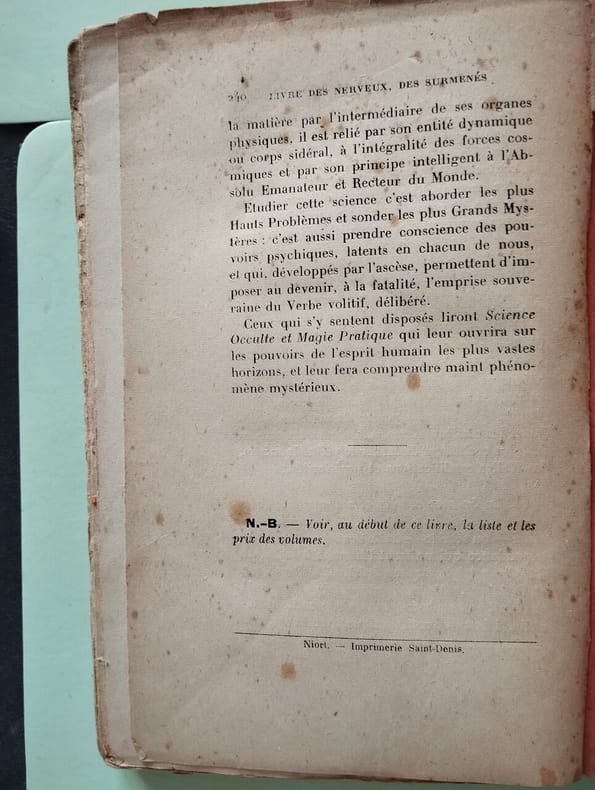 240 LIVRE DES NERVEUX, DES SURMENÉS
la matière par l'intermédiaire de ses organes
physiques, il est relié par son entité dynamique
ou corps sidéral, à l'intégralité des forces cos-
miques et par son principe intelligent à l'Ab-
solu Emanateur et Recteur du Monde.
Etudier cette science c'est aborder les plus
Hauts Problèmes et sonder les plus Grands Mys-
tères : c'est aussi prendre conscience des pou-
voirs psychiques, latents en chacun de nous,
et qui, développés par l'ascèse, permettent d'im-
poser au devenir, à la fatalité, l'emprise souve-
raine du Verbe volitif, délibéré.
Ceux qui s'y sentent disposés liront Science
Occulte et Magie Pratique qui leur ouvrira sur
les pouvoirs de l'esprit humain les plus vastes
horizons, et leur fera comprendre maint phéno-
mène mystérieux.
N.-B. — Voir, au début de ce livre, la liste et les
prix des volumes.
Niort. — Imprimerie Saint-Denis.